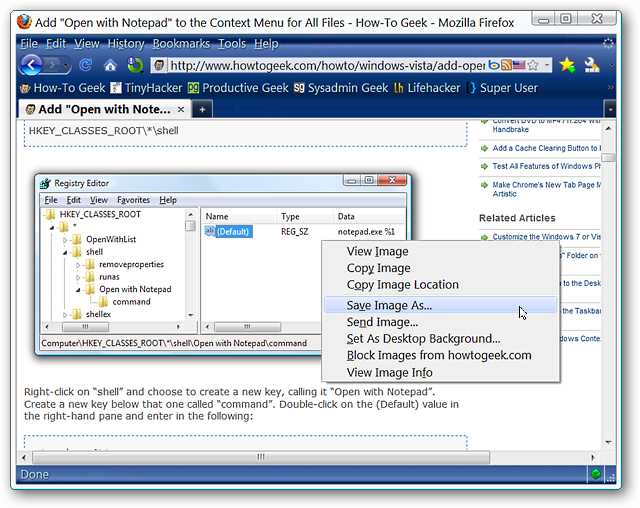 Add "Open with Notepad" to the Context Menu for All Files - How-To Geek - Mozilla Firefox
File Edit View History Bookmarks Tools Help
http://www.howtogeek.com/howto/windows-vista/add-oper
How-To Geek TinyHacker Productive Geek Sysadmin Geek Lifehacker Super User
Add "Open with Note...
HKEY_CLASSES_ROOT\*\shell
Convert DVD to MP4 / H.264 with
Handbrake
Add a Cache Clearing Button to
Test All Features of Windows Ph
Make Chrome's New Tab Page M
Related Articles
Customize the Windows 7 or Vis
" Folder on
to the Deskt
the Taskbar
ndows Conte
Registry Editor
File Edit View Favorites Help
HKEY_CLASSES_ROOT
*
OpenWithList
shell
removeproperties
runas
Open with Notepad
command
shellex
Name Type Data
(Default) REG_SZ notepad.exe %1
Computer\HKEY_CLASSES_ROOT\*\shell\Open with Notepad\command
View Image
Copy Image
Copy Image Location
Save Image As...
Send Image...
Set As Desktop Background...
Block Images from howtogeek.com
View Image Info
Right-click on "shell" and choose to create a new key, calling it "Open with Notepad".
Create a new key below that one called "command". Double-click on the (Default) value in
the right-hand pane and enter in the following:
Done